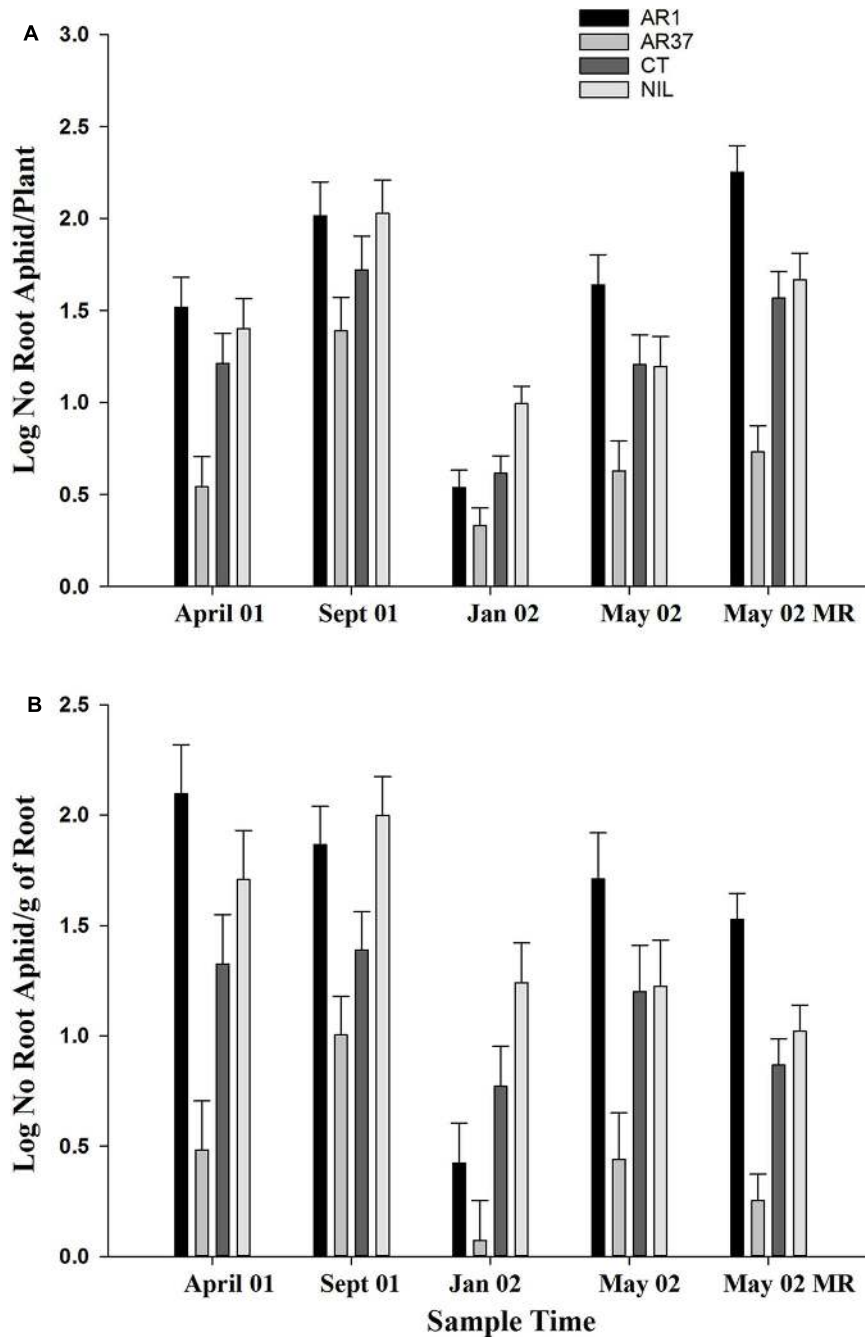 A
AR1
AR37
CT
NIL
Log No Root Aphid/Plant
3.0
2.5
2.0
1.5
1.0
0.5
0.0
April 01 Sept 01 Jan 02 May 02 May 02 MR
B
Log No Root Aphid/g of Root
2.5
2.0
1.5
1.0
0.5
0.0
April 01 Sept 01 Jan 02 May 02 May 02 MR
Sample Time